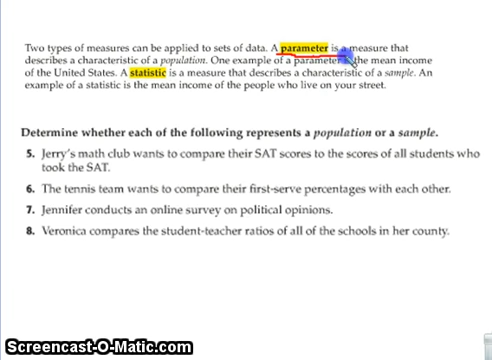 Two types of measures can be applied to sets of data. A parameter is a measure that
describes a characteristic of a population. One example of a parameter is the mean income
of the United States. A statistic is a measure that describes a characteristic of a sample. An
example of a statistic is the mean income of the people who live on your street.
Determine whether each of the following represents a population or a sample.
5. Jerry's math club wants to compare their SAT scores to the scores of all students who
took the SAT.
6. The tennis team wants to compare their first-serve percentages with each other.
7. Jennifer conducts an online survey on political opinions.
8. Veronica compares the student-teacher ratios of all of the schools in her county.
Screencast-O-Matic.com